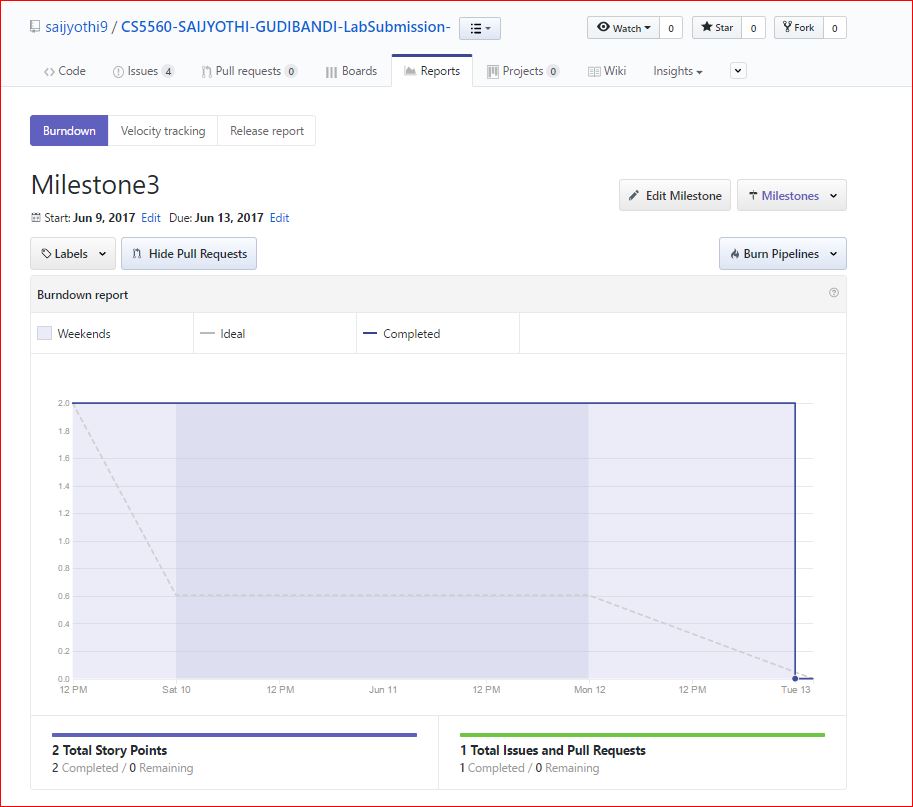 saijyothi9 / CS5560-SAIJYOTHI-GUDIBANDI-LabSubmission- Watch 0 Star 0 Fork 0
Code Issues 4 Pull requests 0 Boards Reports Projects 0 Wiki Insights
Burndown Velocity tracking Release report
Milestone3
Edit Milestone Milestones
Start: Jun 9, 2017 Edit Due: Jun 13, 2017 Edit
Labels Hide Pull Requests Burn Pipelines
Burndown report
Weekends Ideal Completed
2.0
1.8
1.6
1.4
1.2
1.0
0.8
0.6
0.4
0.2
0.0
12 PM Sat 10 12 PM Jun 11 12 PM Mon 12 12 PM Tue 13
2 Total Story Points
2 Completed / 0 Remaining
1 Total Issues and Pull Requests
1 Completed / 0 Remaining